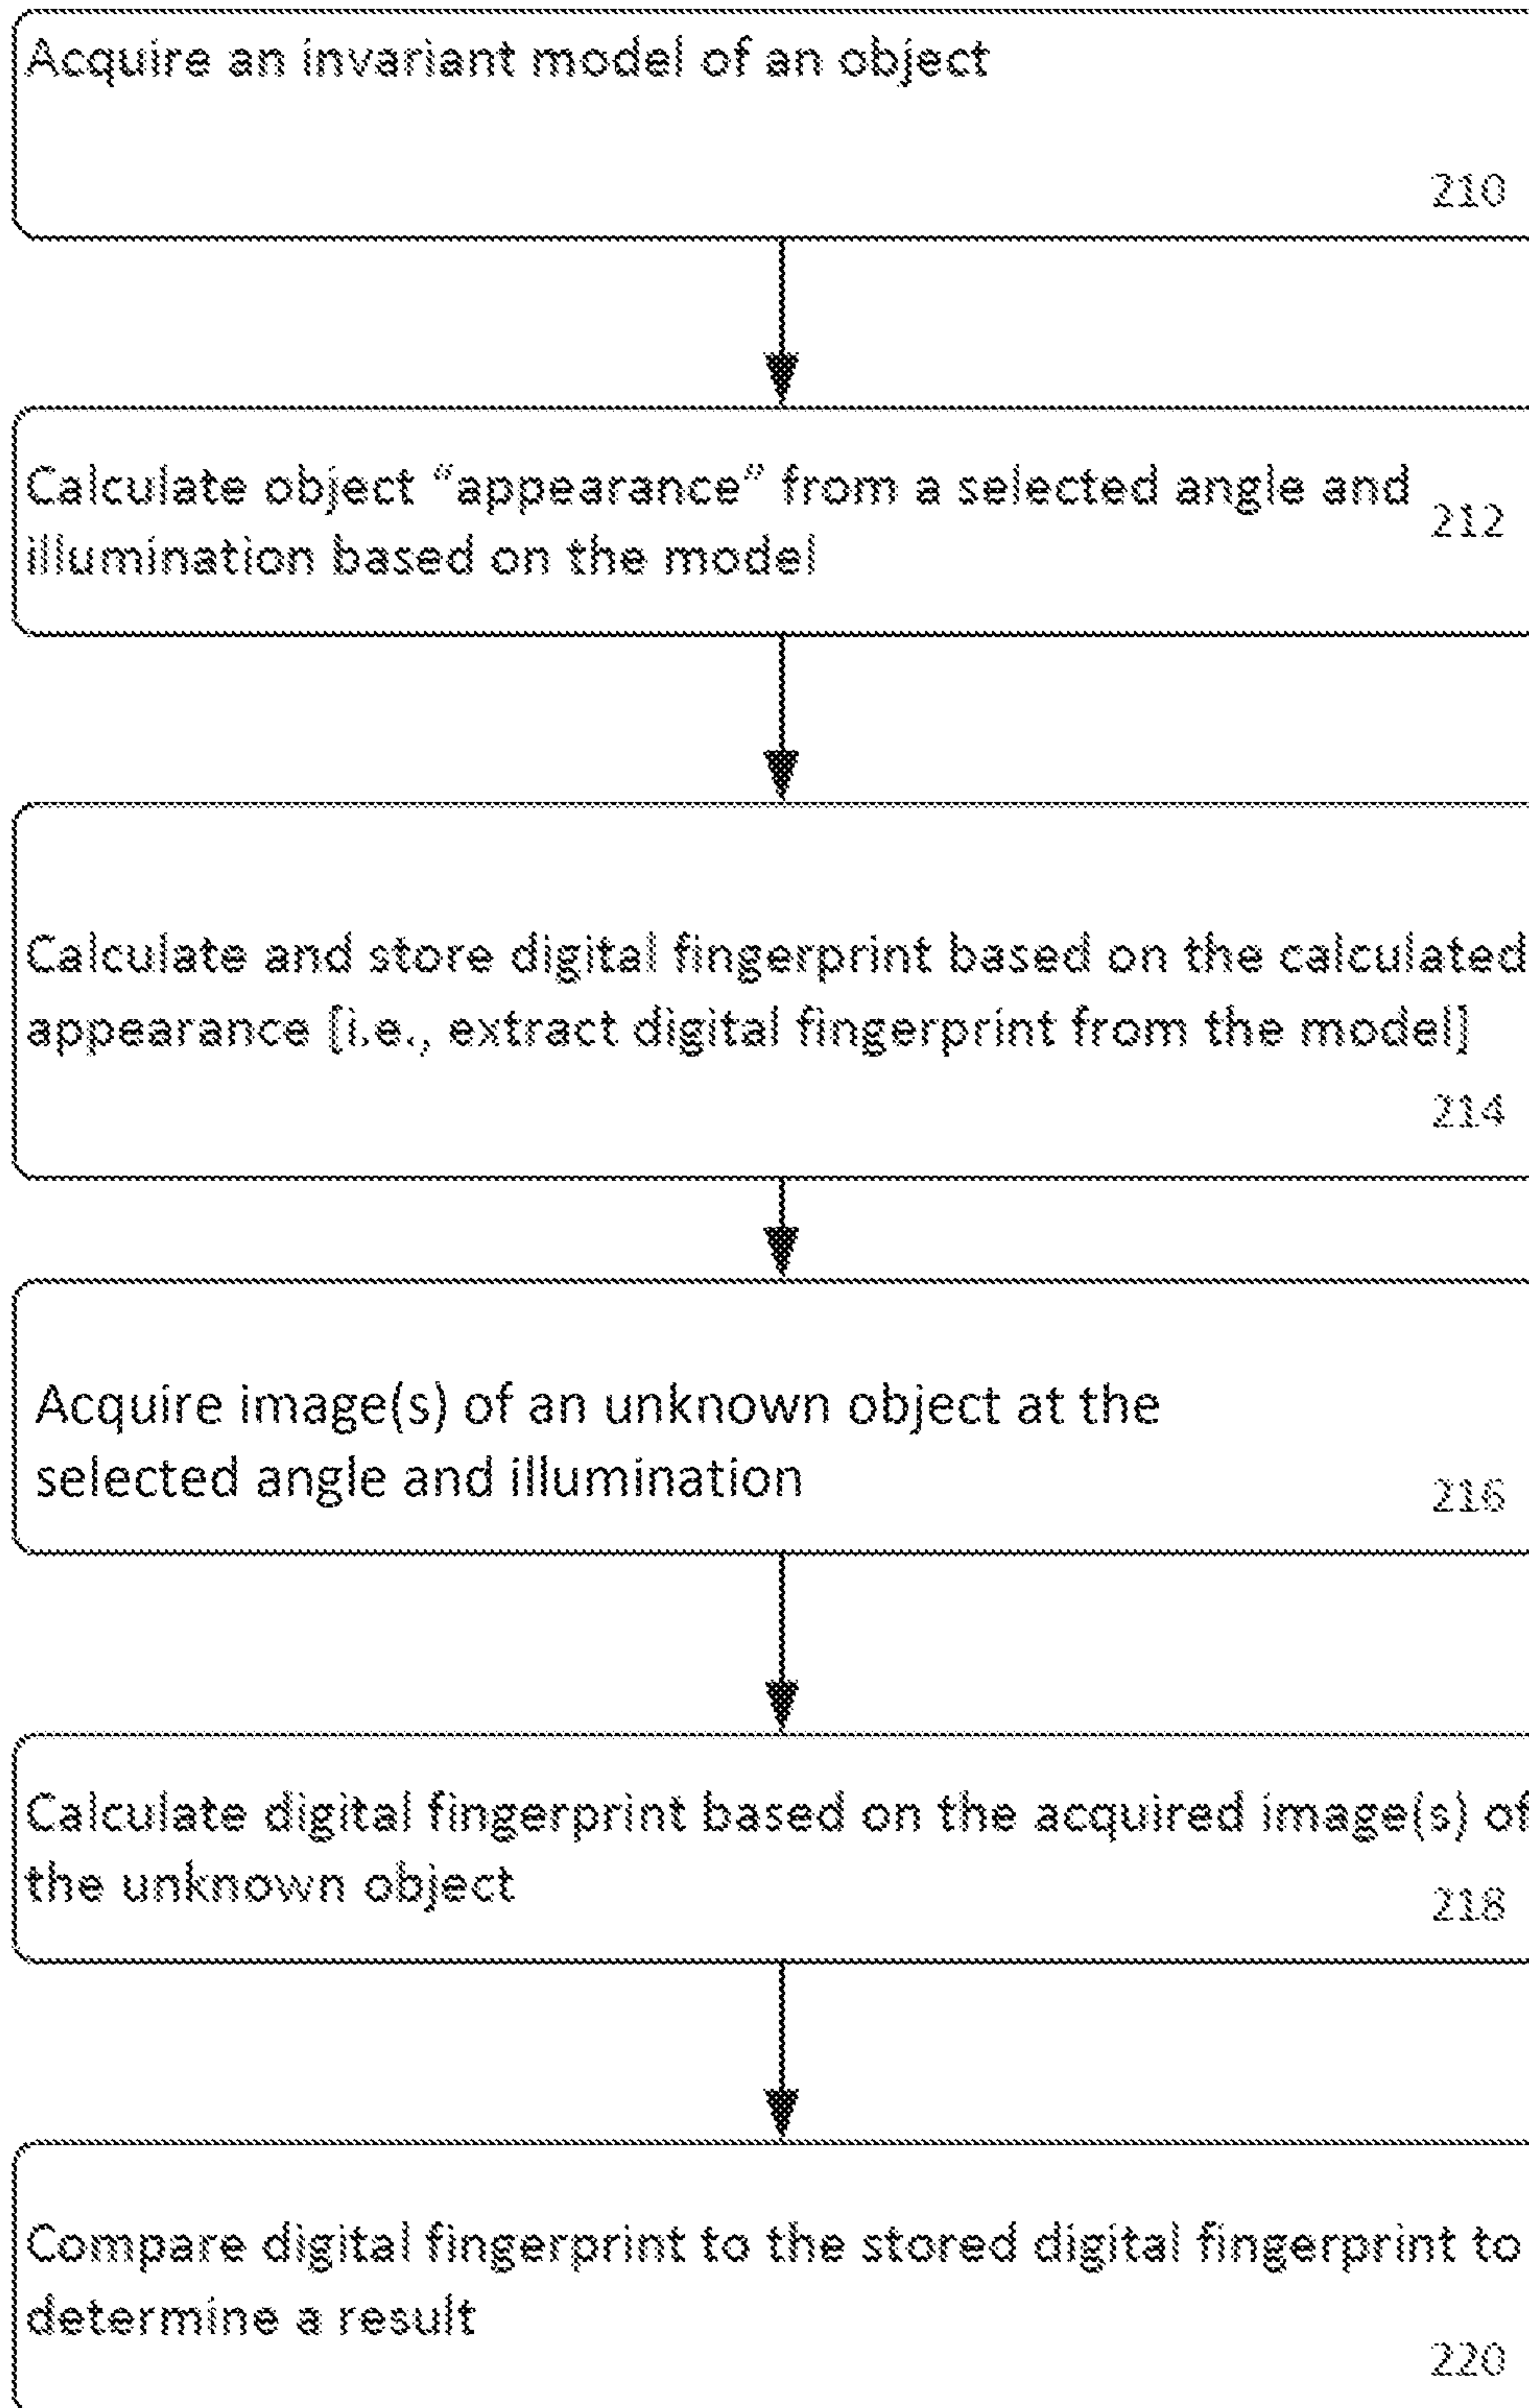 Acquire an invariant model of an object
210
Calculate object “appearance” from a selected angle and
212
illumination based on the model
Calculate and store digital fingerprint based on the calculated
appearance [i.e., extract digital fingerprint from the model]
214
Acquire image(s) of an unknown object at the
selected angle and illumination
216
Calculate digital fingerprint based on the acquired image(s) of
the unknown object
218
Compare digital fingerprint to the stored digital fingerprint to
determine a result
220